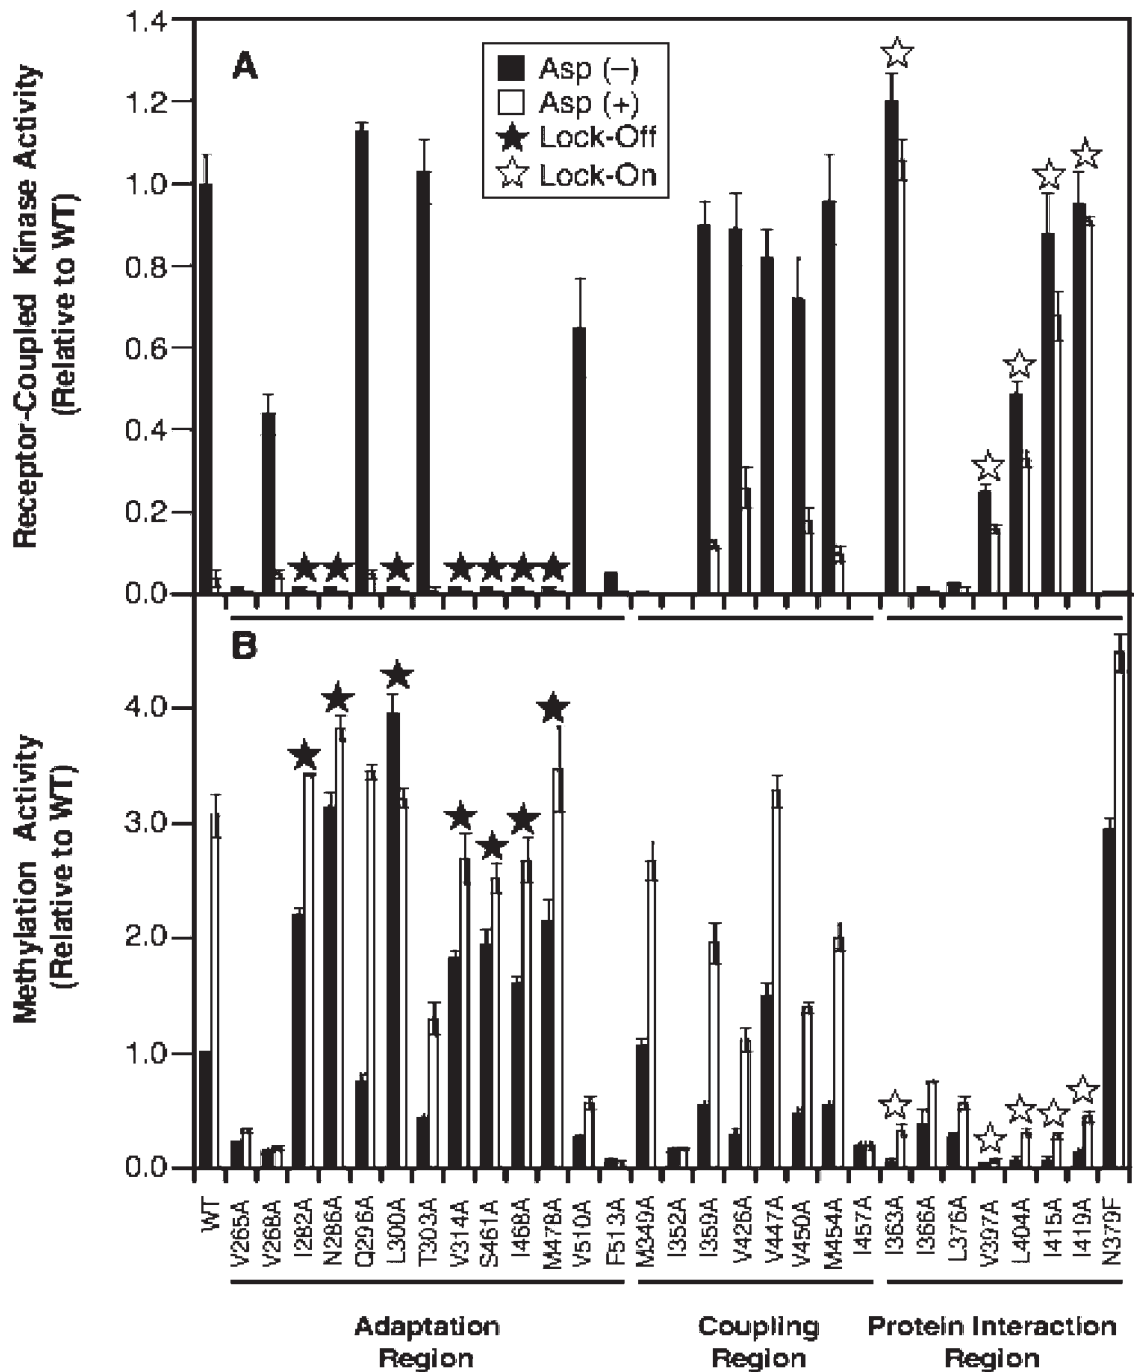 1.4
1.2
1.0
0.8
0.6
0.4
0.2
0.0
Receptor-Coupled Kinase Activity
(Relative to WT)
A
Asp (–)
Asp (+)
Lock-Off
Lock-On
B
4.0
3.0
2.0
1.0
0.0
Methylation Activity
(Relative to WT)
WT
V265A
V268A
I282A
N286A
Q296A
L300A
T303A
V314A
S461A
I468A
M478A
V510A
F513A
M349A
I352A
I359A
V426A
V447A
V450A
M454A
I457A
I363A
I366A
L376A
V397A
L404A
I415A
I419A
N379F
Adaptation
Region
Coupling
Region
Protein Interaction
Region